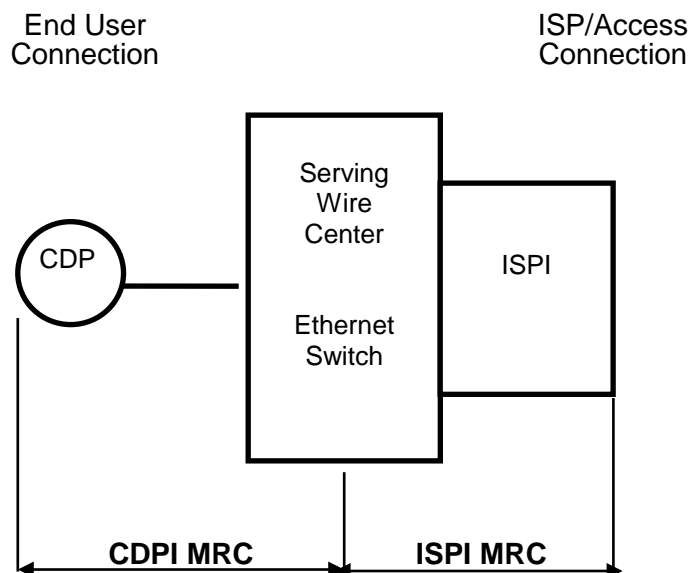 End User
Connection
ISP/Access
Connection
Serving
Wire
Center
CDP
ISPI
Ethernet
Switch
CDPI MRC
ISPI MRC